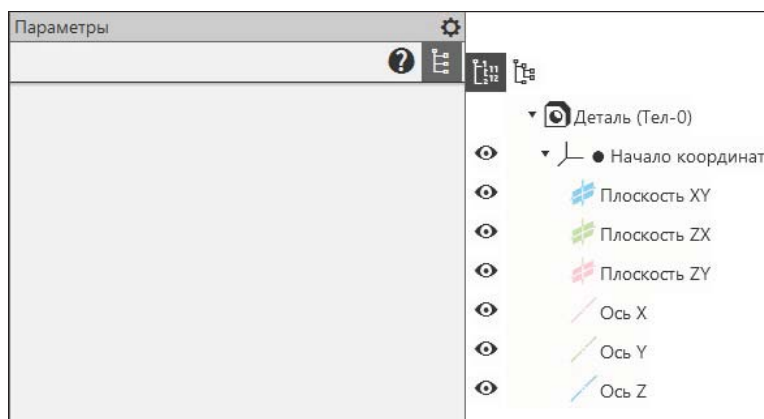 Параметры
Деталь (Тел-0)
Начало координат
Плоскость XY
Плоскость ZX
Плоскость ZY
Ось X
Ось Y
Ось Z